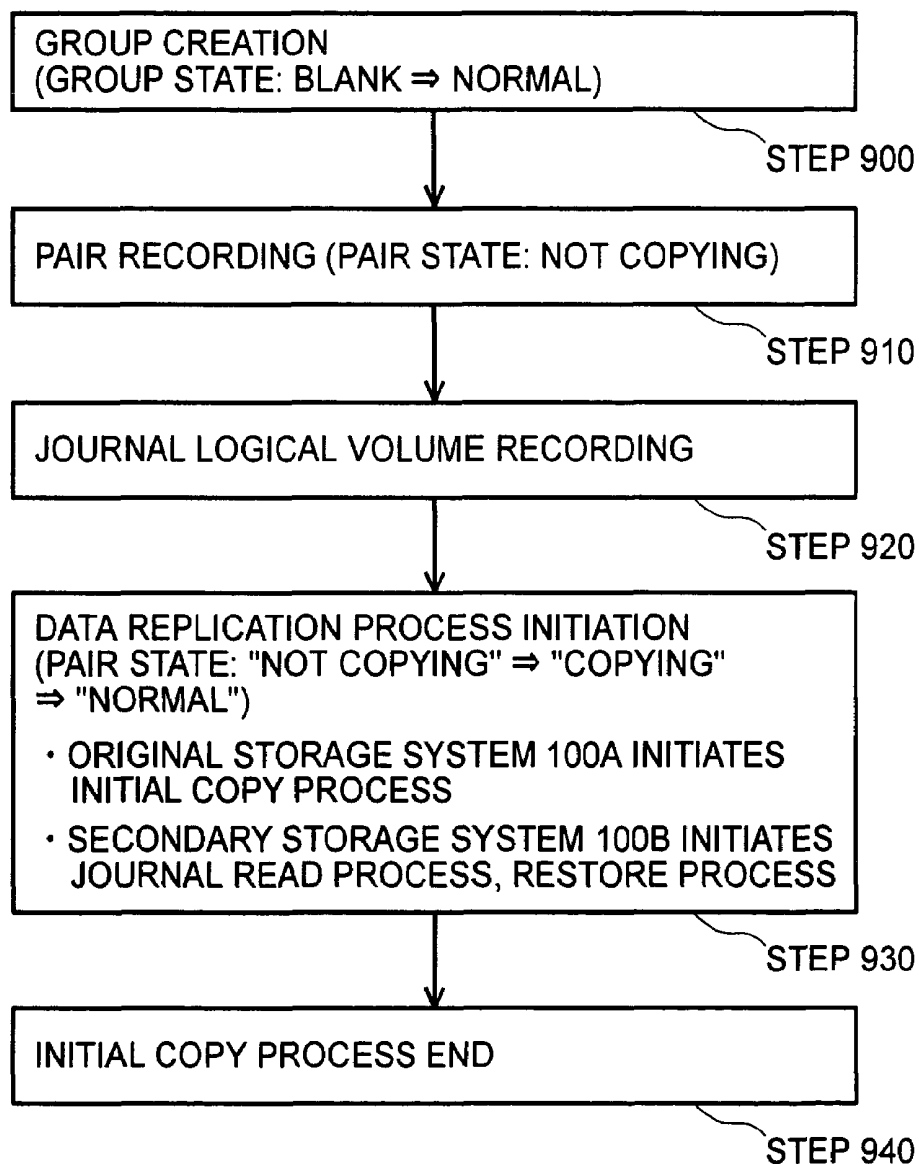 GROUP CREATION
(GROUP STATE: BLANK ⇒ NORMAL)
STEP 900
PAIR RECORDING (PAIR STATE: NOT COPYING)
STEP 910
JOURNAL LOGICAL VOLUME RECORDING
STEP 920
DATA REPLICATION PROCESS INITIATION
(PAIR STATE: "NOT COPYING" ⇒ "COPYING"
⇒ "NORMAL")
・ORIGINAL STORAGE SYSTEM 100A INITIATES
INITIAL COPY PROCESS
・SECONDARY STORAGE SYSTEM 100B INITIATES
JOURNAL READ PROCESS, RESTORE PROCESS
STEP 930
INITIAL COPY PROCESS END
STEP 940